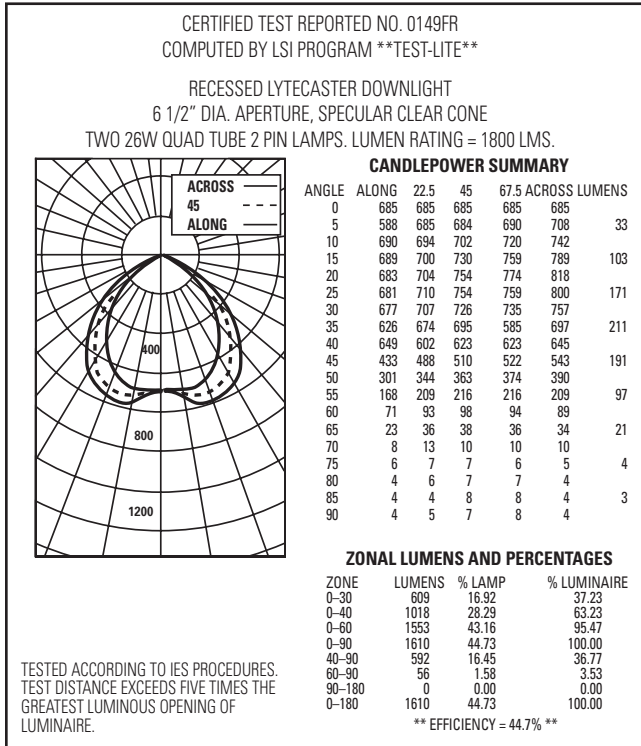 CERTIFIED TEST REPORTED NO. 0149FR
COMPUTED BY LSI PROGRAM **TEST-LITE**
RECESSED LYTECASTER DOWNLIGHT
6 1/2" DIA. APERTURE, SPECULAR CLEAR CONE
TWO 26W QUAD TUBE 2 PIN LAMPS. LUMEN RATING = 1800 LMS.
ACROSS
45
ALONG
400
800
1200
CANDLEPOWER SUMMARY
ANGLE ALONG 22.5 45 67.5 ACROSS LUMENS
0 685 685 685 685 685
5 588 685 684 690 708 33
10 690 694 702 720 742
15 689 700 730 759 789 103
20 683 704 754 774 818
25 681 710 754 759 800 171
30 677 707 726 735 757
35 626 674 695 585 697 211
40 649 602 623 623 645
45 433 488 510 522 543 191
50 301 344 363 374 390
55 168 209 216 216 209 97
60 71 93 98 94 89
65 23 36 38 36 34 21
70 8 13 10 10 10
75 6 7 7 6 5 4
80 4 6 7 7 4
85 4 4 8 8 4 3
90 4 5 7 8 4
ZONAL LUMENS AND PERCENTAGES
ZONE LUMENS % LAMP % LUMINAIRE
0–30 609 16.92 37.23
0–40 1018 28.29 63.23
0–60 1553 43.16 95.47
0–90 1610 44.73 100.00
40–90 592 16.45 36.77
60–90 56 1.58 3.53
90–180 0 0.00 0.00
0–180 1610 44.73 100.00
** EFFICIENCY = 44.7% **
TESTED ACCORDING TO IES PROCEDURES.
TEST DISTANCE EXCEEDS FIVE TIMES THE
GREATEST LUMINOUS OPENING OF
LUMINAIRE.